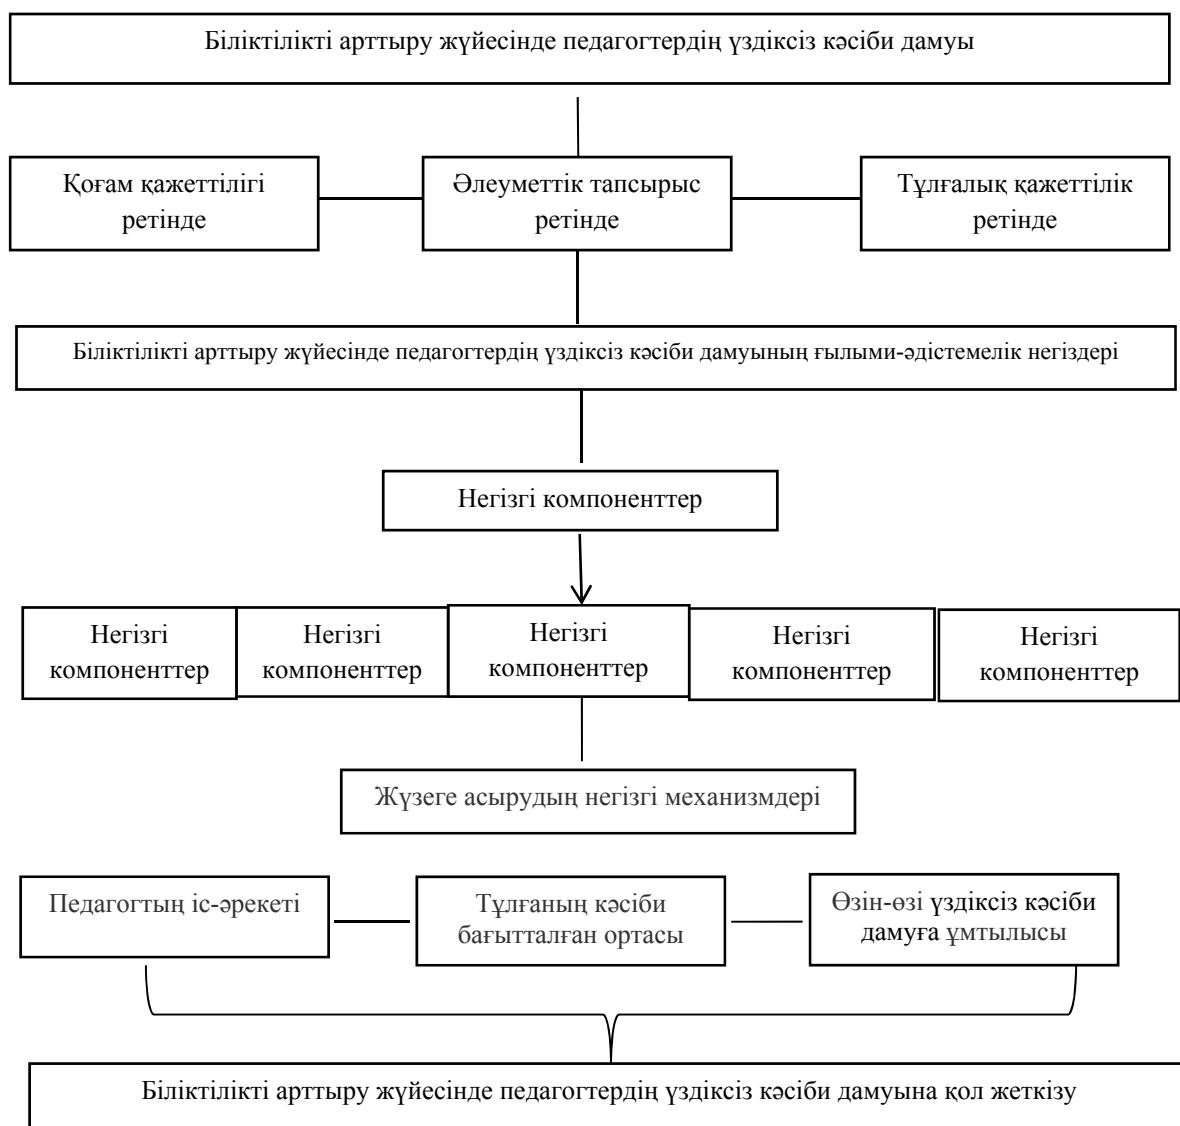 Біліктілікті арттыру жүйесінде педагогтердің үздіксіз кәсіби дамуы
Қоғам қажеттілігі
ретінде
Әлеуметтік тапсырыс
ретінде
Тұлғалық қажеттілік
ретінде
Біліктілікті арттыру жүйесінде педагогтердің үздіксіз кәсіби дамуының ғылыми-әдістемелік негіздері
Негізгі компоненттер
Негізгі
компоненттер
Негізгі
компоненттер
Негізгі
компоненттер
Негізгі
компоненттер
Негізгі
компоненттер
Жүзеге асырудың негізгі механизмдері
Педагогтың іс-әрекеті
Тұлғаның кәсіби
бағытталған ортасы
Өзін-өзі үздіксіз кәсіби
дамуға ұмтылысы
Біліктілікті арттыру жүйесінде педагогтердің үздіксіз кәсіби дамуына қол жеткізу